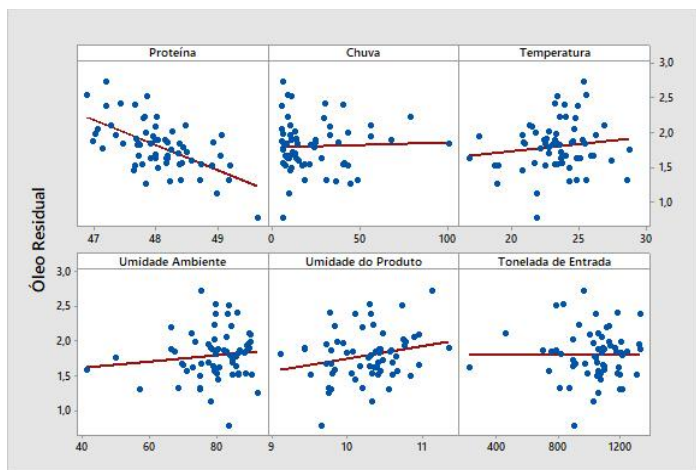 Proteína Chuva Temperatura
3,0
2,5
2,0
1,5
1,0
47 48 49 0 50 100 20 25 30
Óleo Residual
Umidade Ambiente Umidade do Produto Tonelada de Entrada
3,0
2,5
2,0
1,5
1,0
40 60 80 9 10 11 400 800 1200